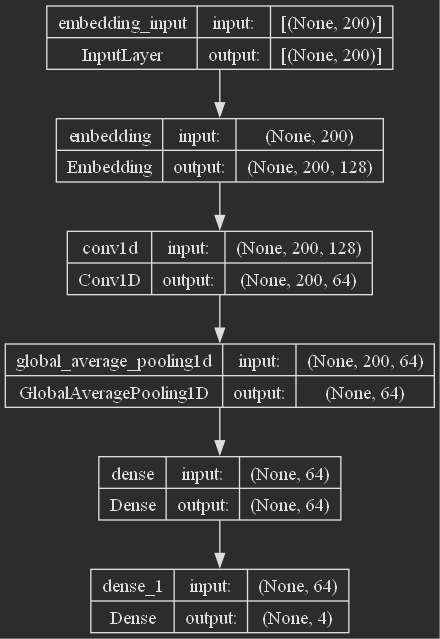 embedding_input input: [(None, 200)]
InputLayer output: [(None, 200)]
embedding input: (None, 200)
Embedding output: (None, 200, 128)
conv1d input: (None, 200, 128)
Conv1D output: (None, 200, 64)
global_average_pooling1d input: (None, 200, 64)
GlobalAveragePooling1D output: (None, 64)
dense input: (None, 64)
Dense output: (None, 64)
dense_1 input: (None, 64)
Dense output: (None, 4)